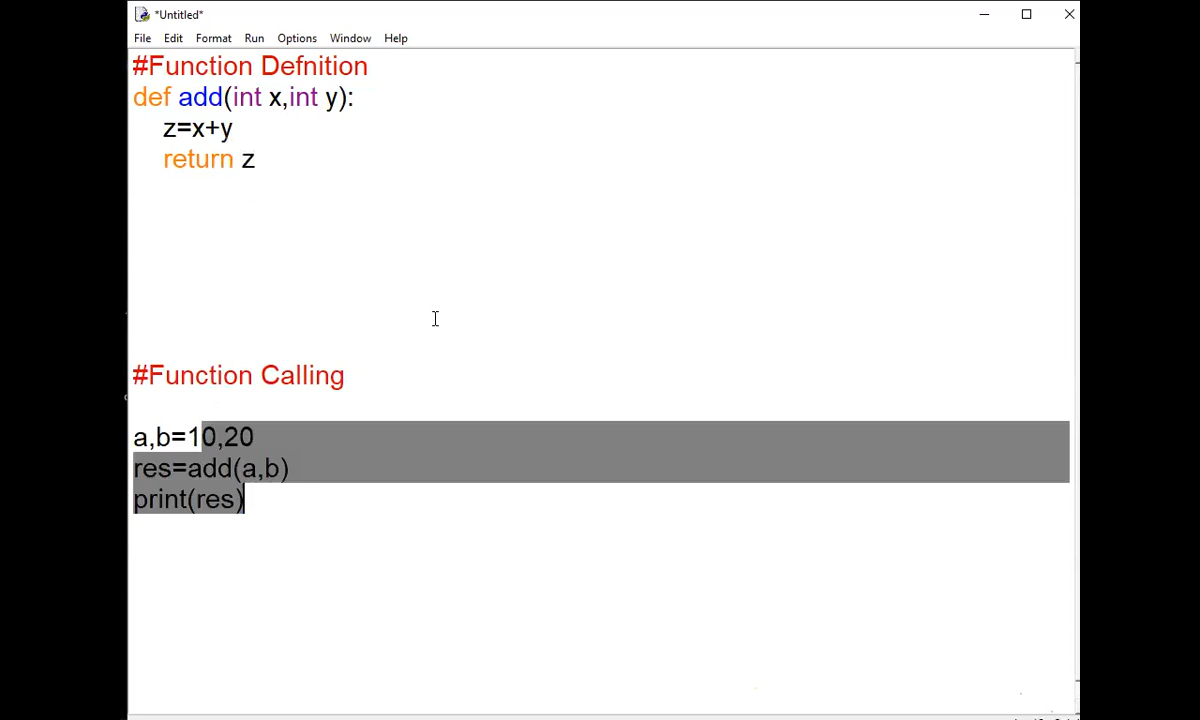 *Untitled*
File Edit Format Run Options Window Help
#Function Defnition
def add(int x,int y):
z=x+y
return z
#Function Calling
a,b=10,20
res=add(a,b)
print(res)